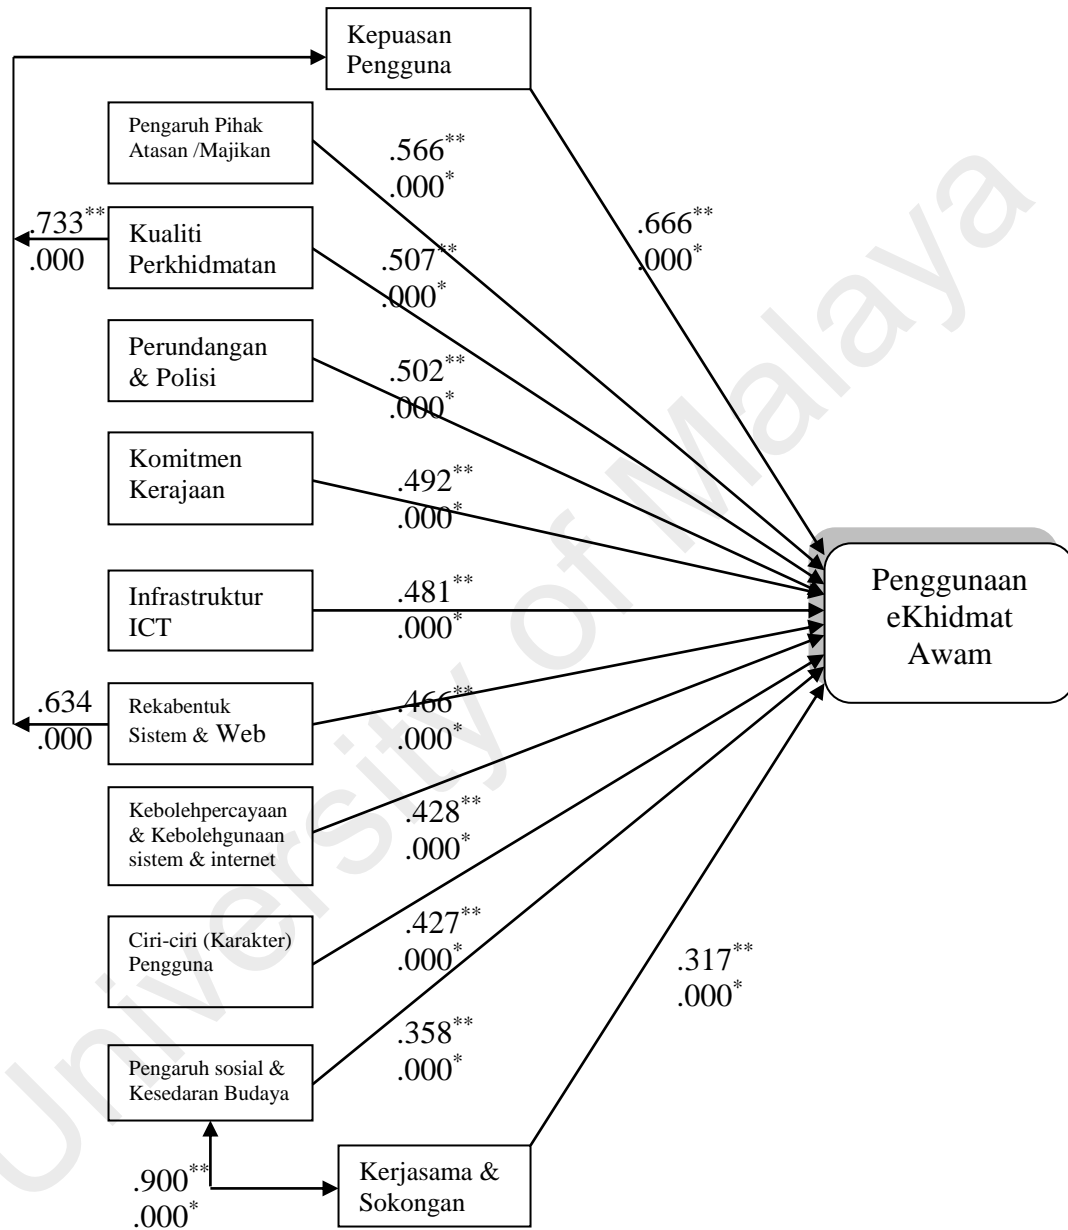 Kepuasan
Pengguna
Pengaruh Pihak
Atasan /Majikan
.566**
.000*
.666**
.000*
.733**
.000
Kualiti
Perkhidmatan
.507**
.000*
Perundangan
& Polisi
.502**
.000*
Komitmen
Kerajaan
.492**
.000*
Infrastruktur
ICT
.481**
.000*
Penggunaan
eKhidmat
Awam
.634
.000
Rekabentuk
Sistem & Web
.466**
.000*
Kebolehpercayaan
& Kebolehgunaan
sistem & internet
.428**
.000*
Ciri-ciri (Karakter)
Pengguna
.427**
.000*
.317**
.000*
Pengaruh sosial &
Kesedaran Budaya
.358**
.000*
.900**
.000*
Kerjasama &
Sokongan
University of Malaya